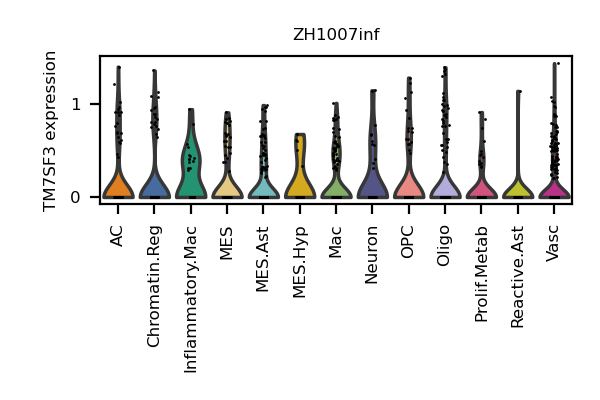 ZH1007inf
TM7SF3 expression
1
0
AC
Chromatin.Reg
Inflammatory.Mac
MES
MES.Ast
MES.Hyp
Mac
Neuron
OPC
Oligo
Prolif.Metab
Reactive.Ast
Vasc